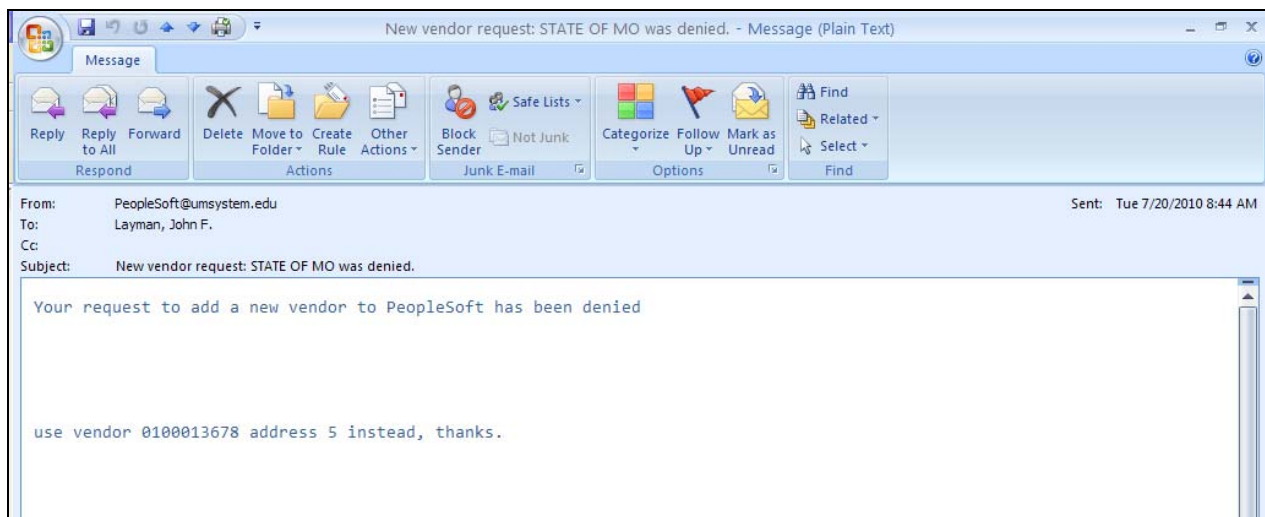 New vendor request: STATE OF MO was denied. - Message (Plain Text)
Message
Reply
Reply to All
Forward
Respond
Delete
Move to Folder
Create Rule
Other Actions
Actions
Block Sender
Safe Lists
Not Junk
Junk E-mail
Categorize
Follow Up
Mark as Unread
Options
Find
Related
Select
Find
From: PeopleSoft@umsystem.edu
Sent: Tue 7/20/2010 8:44 AM
To: Layman, John F.
Cc:
Subject: New vendor request: STATE OF MO was denied.
Your request to add a new vendor to PeopleSoft has been denied
use vendor 0100013678 address 5 instead, thanks.